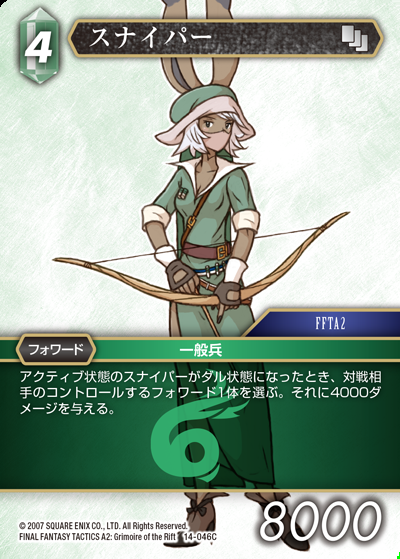 4
スナイパー
FFTA2
フォワード
一般兵
アクティブ状態のスナイパーがダル状態になったとき、対戦相
手のコントロールするフォワード1体を選ぶ。それに4000ダ
メージを与える。
© 2007 SQUARE ENIX CO., LTD. All Rights Reserved.
FINAL FANTASY TACTICS A2: Grimoire of the Rift 14-046C
8000